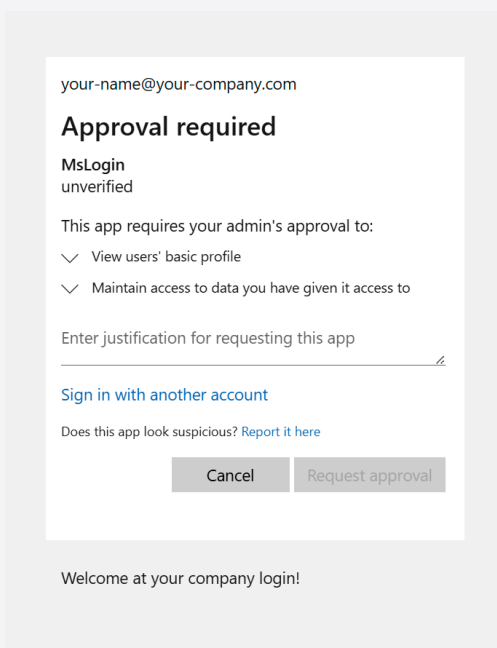 your-name@your-company.com
Approval required
MsLogin
unverified
This app requires your admin's approval to:
View users' basic profile
Maintain access to data you have given it access to
Enter justification for requesting this app
Sign in with another account
Does this app look suspicious? Report it here
Cancel Request approval
Welcome at your company login!